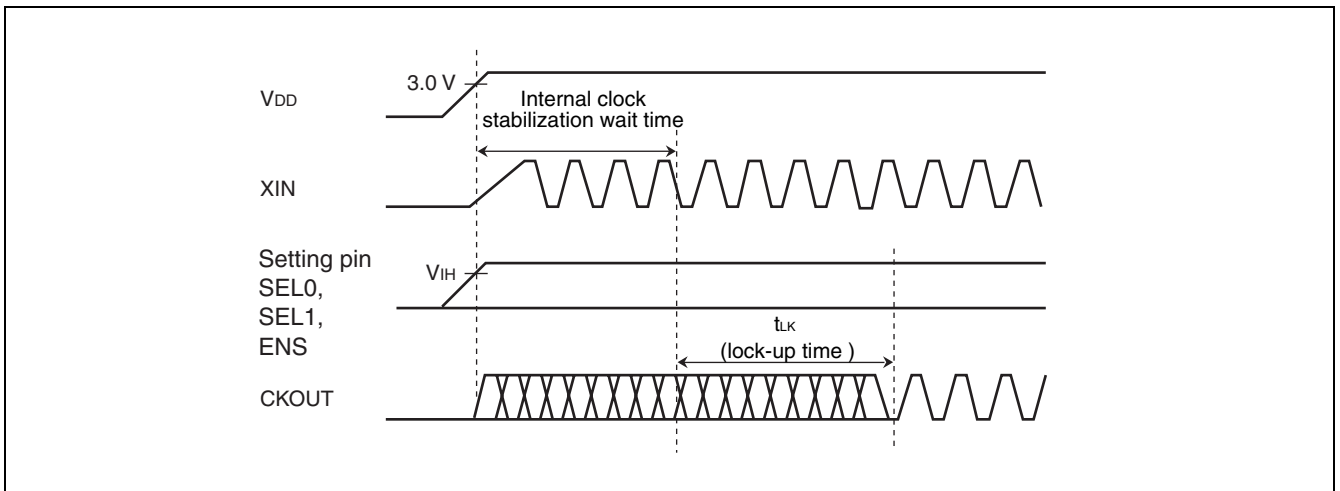 3.0 V
VDD
Internal clock
stabilization wait time
XIN
Setting pin
SEL0,
SEL1,
ENS
VIH
tLK
(lock-up time )
CKOUT